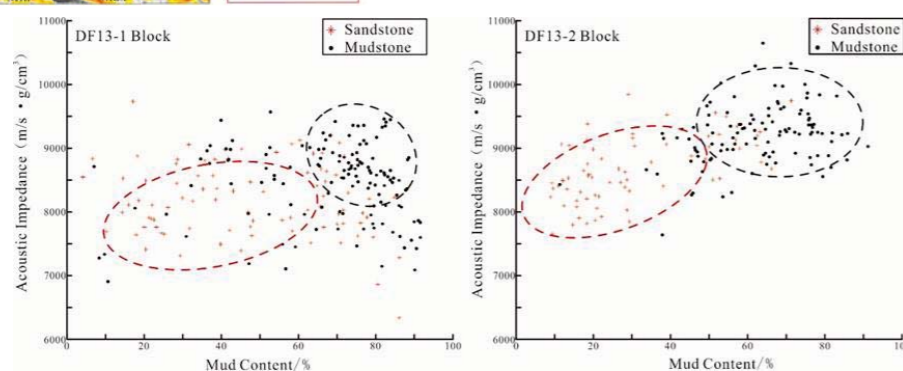 DF13-1 Block
Sandstone
Mudstone
Acoustic Impedance (m/s • g/cm³)
11000
10000
9000
8000
7000
6000
0
20
40
60
80
100
Mud Content/%
DF13-2 Block
Sandstone
Mudstone
Acoustic Impedance (m/s • g/cm³)
11000
10000
9000
8000
7000
6000
0
20
40
60
80
100
Mud Content/%